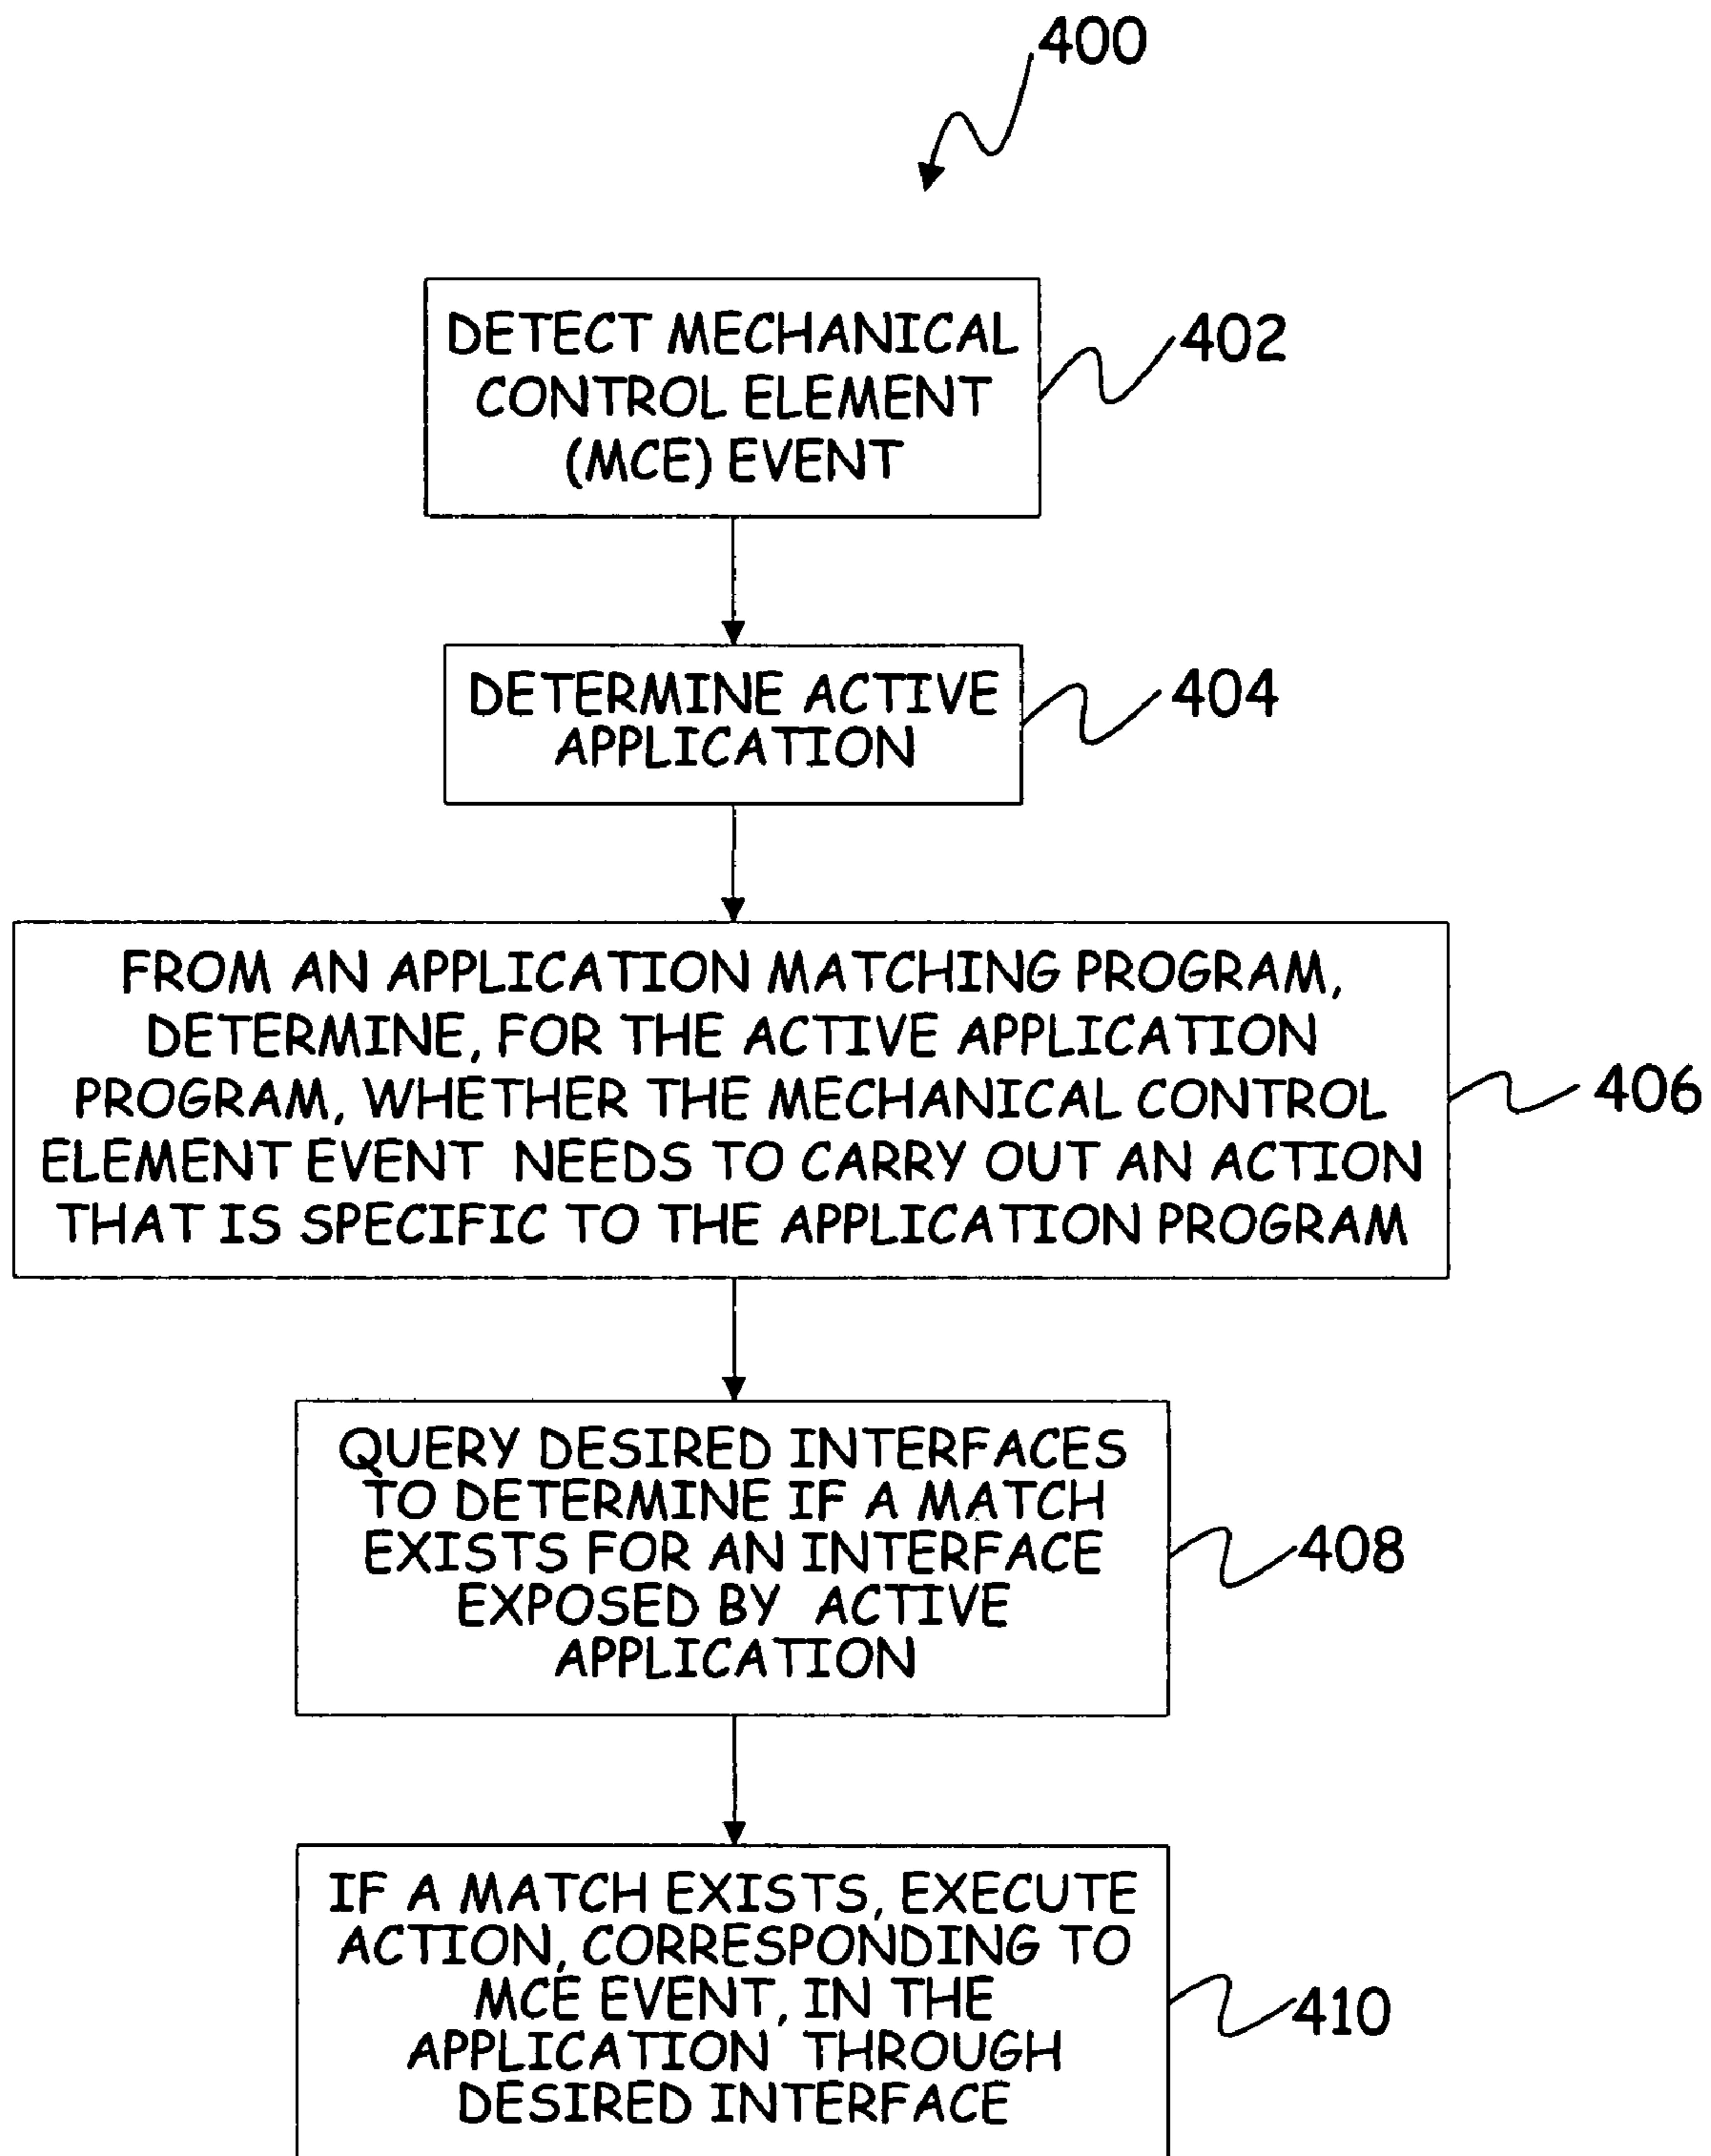 400
DETECT MECHANICAL
CONTROL ELEMENT
(MCE) EVENT
402
DETERMINE ACTIVE
APPLICATION
404
FROM AN APPLICATION MATCHING PROGRAM,
DETERMINE, FOR THE ACTIVE APPLICATION
PROGRAM, WHETHER THE MECHANICAL CONTROL
ELEMENT EVENT NEEDS TO CARRY OUT AN ACTION
THAT IS SPECIFIC TO THE APPLICATION PROGRAM
406
QUERY DESIRED INTERFACES
TO DETERMINE IF A MATCH
EXISTS FOR AN INTERFACE
EXPOSED BY ACTIVE
APPLICATION
408
IF A MATCH EXISTS, EXECUTE
ACTION, CORRESPONDING TO
MCE EVENT, IN THE
APPLICATION THROUGH
DESIRED INTERFACE
410